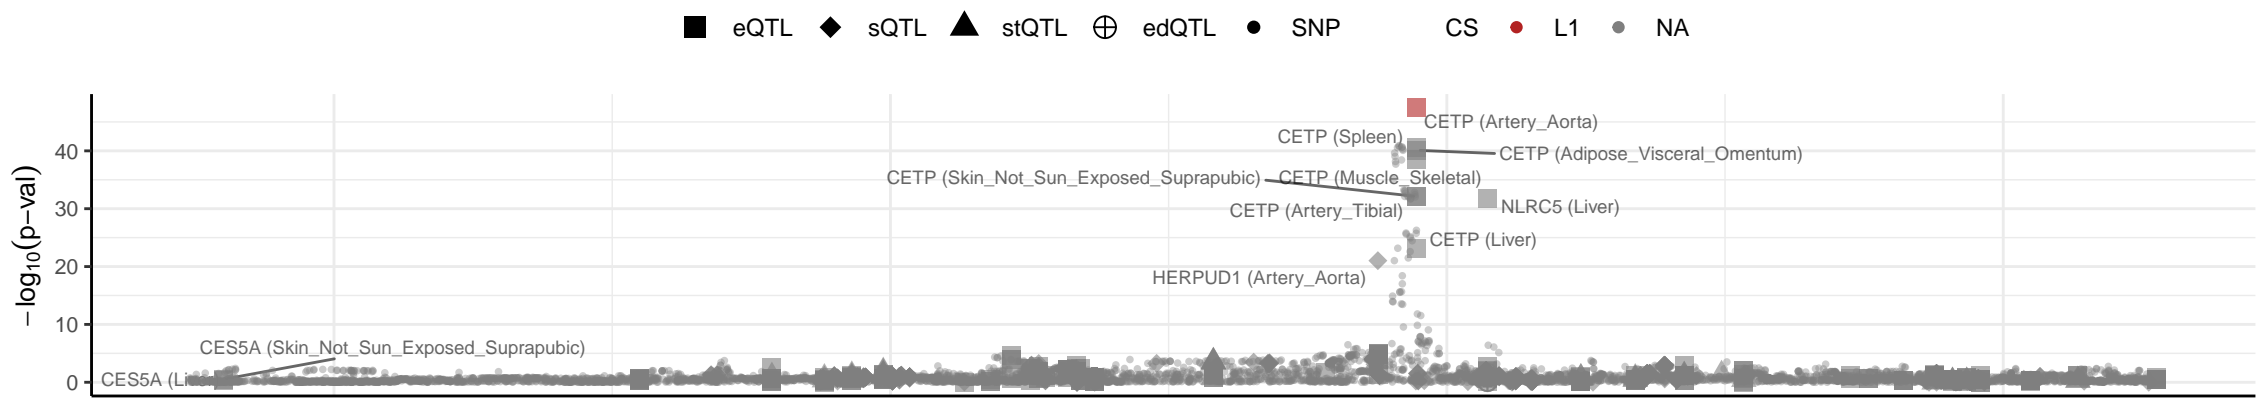 eQTL sQTL stQTL edQTL SNP CS L1 NA
−log10(p−val)
40
30
20
10
0
CETP (Artery_Aorta)
CETP (Spleen)
CETP (Adipose_Visceral_Omentum)
CETP (Skin_Not_Sun_Exposed_Suprapubic)
CETP (Muscle_Skeletal)
CETP (Artery_Tibial)
NLRC5 (Liver)
CETP (Liver)
HERPUD1 (Artery_Aorta)
CES5A (Skin_Not_Sun_Exposed_Suprapubic)
CES5A (Li